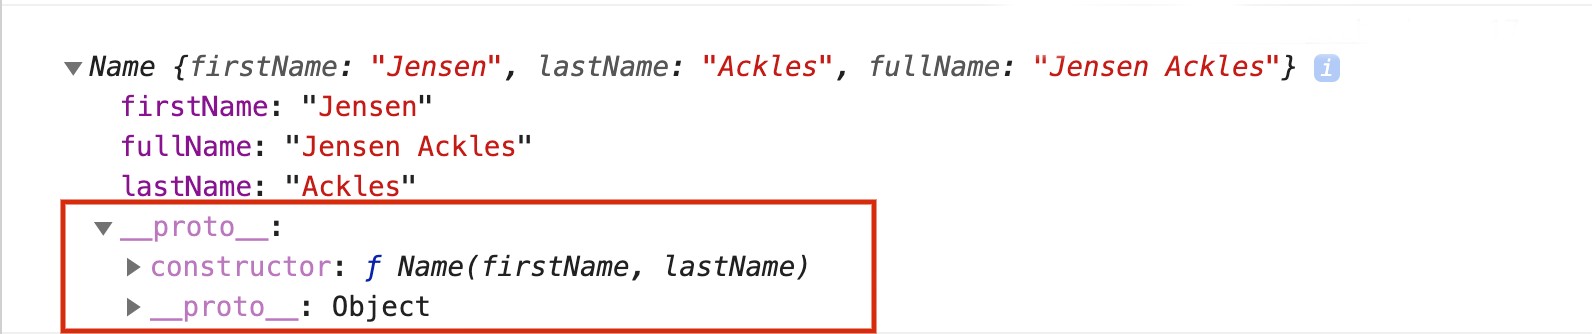 ▼Name {firstName: "Jensen", lastName: "Ackles", fullName: "Jensen Ackles"} i
firstName: "Jensen"
fullName: "Jensen Ackles"
lastName: "Ackles"
▼__proto__:
▶constructor: ƒ Name(firstName, lastName)
▶__proto__: Object